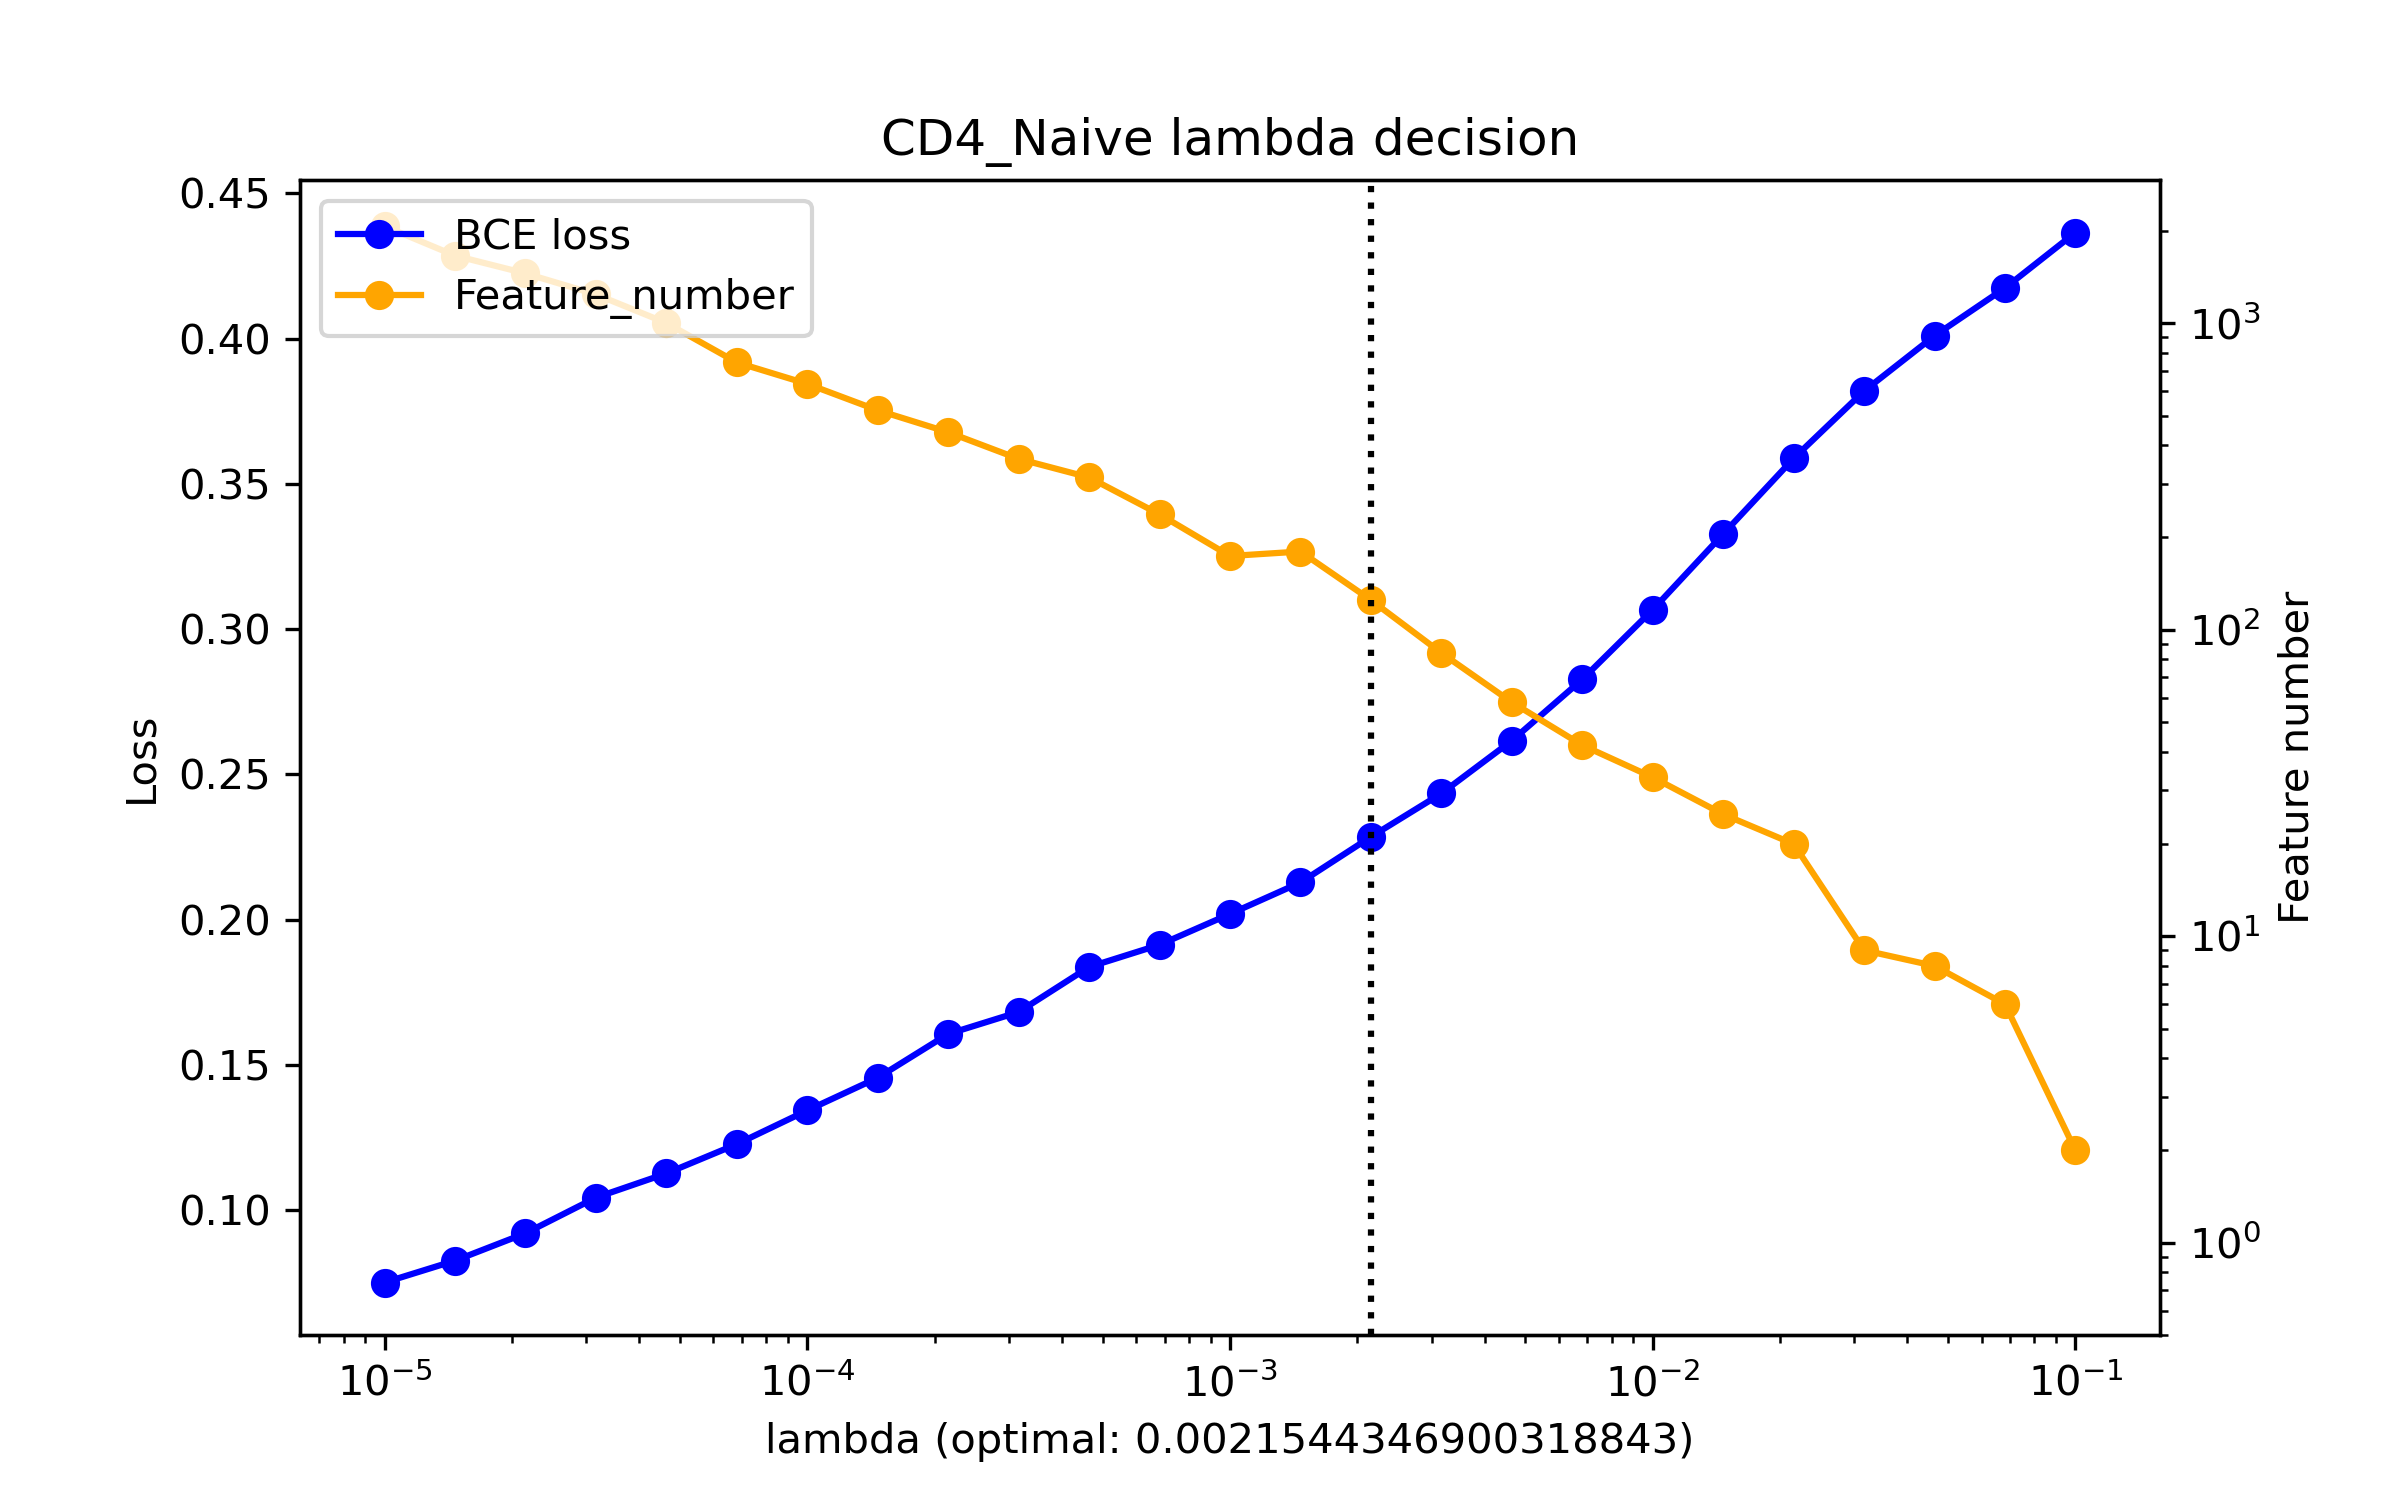 CD4_Naive lambda decision
BCE loss
Feature_number
Loss
0.45
0.40
0.35
0.30
0.25
0.20
0.15
0.10
10³
10²
10¹
10⁰
Feature number
10⁻⁵ 10⁻⁴ 10⁻³ 10⁻² 10⁻¹
lambda (optimal: 0.0021544346900318843)